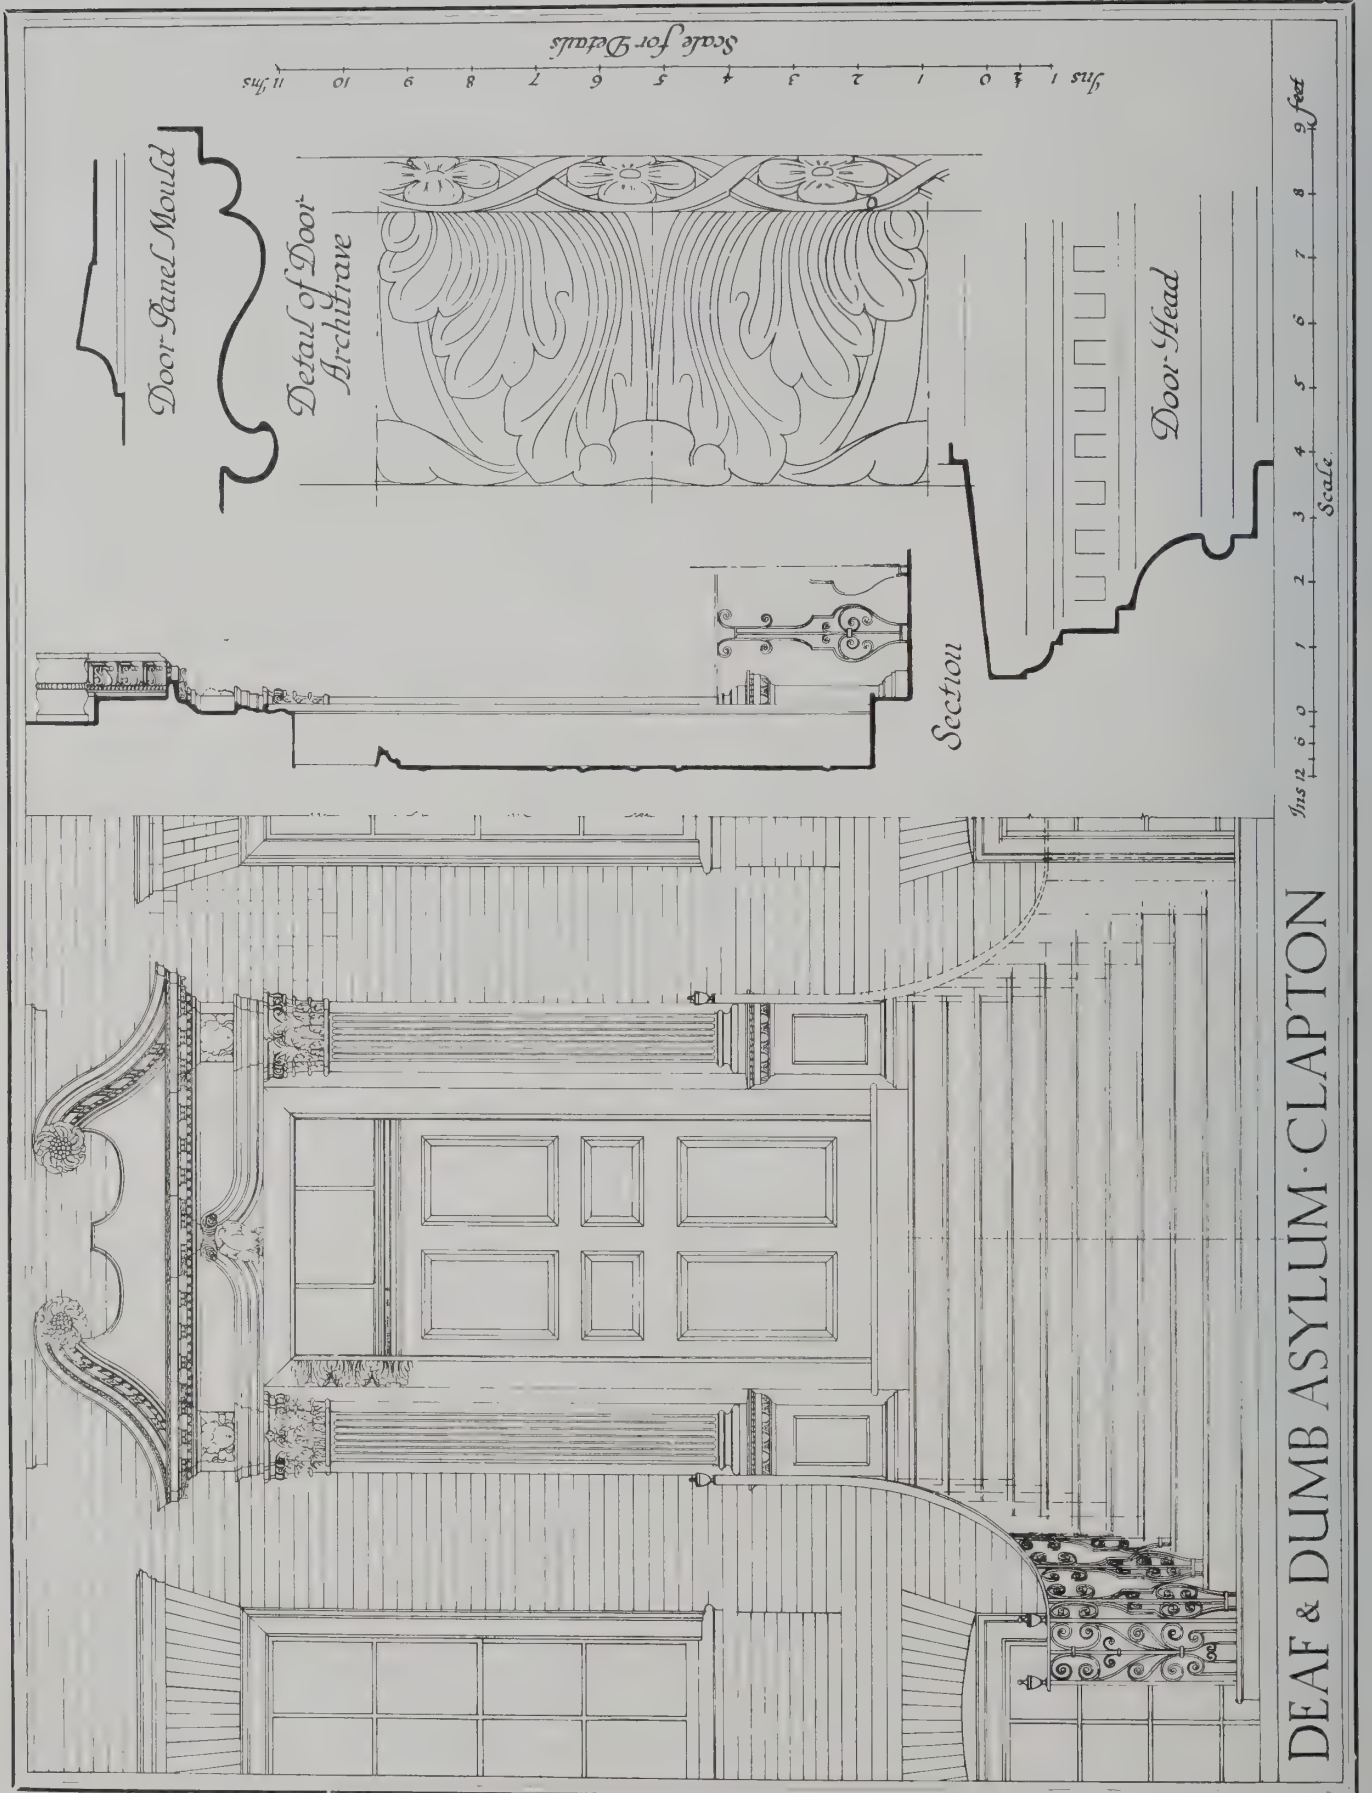 Door Panel Mould
Detail of Door
Architrave
Section
Door Head
Ins 11 10 9 8 7 6 5 4 3 2 1 0 ½ 1 Ins
Scale for Details
Ins 12 6 0 1 2 3 4 5 6 7 8 9 feet
Scale.
DEAF & DUMB ASYLUM · CLAPTON